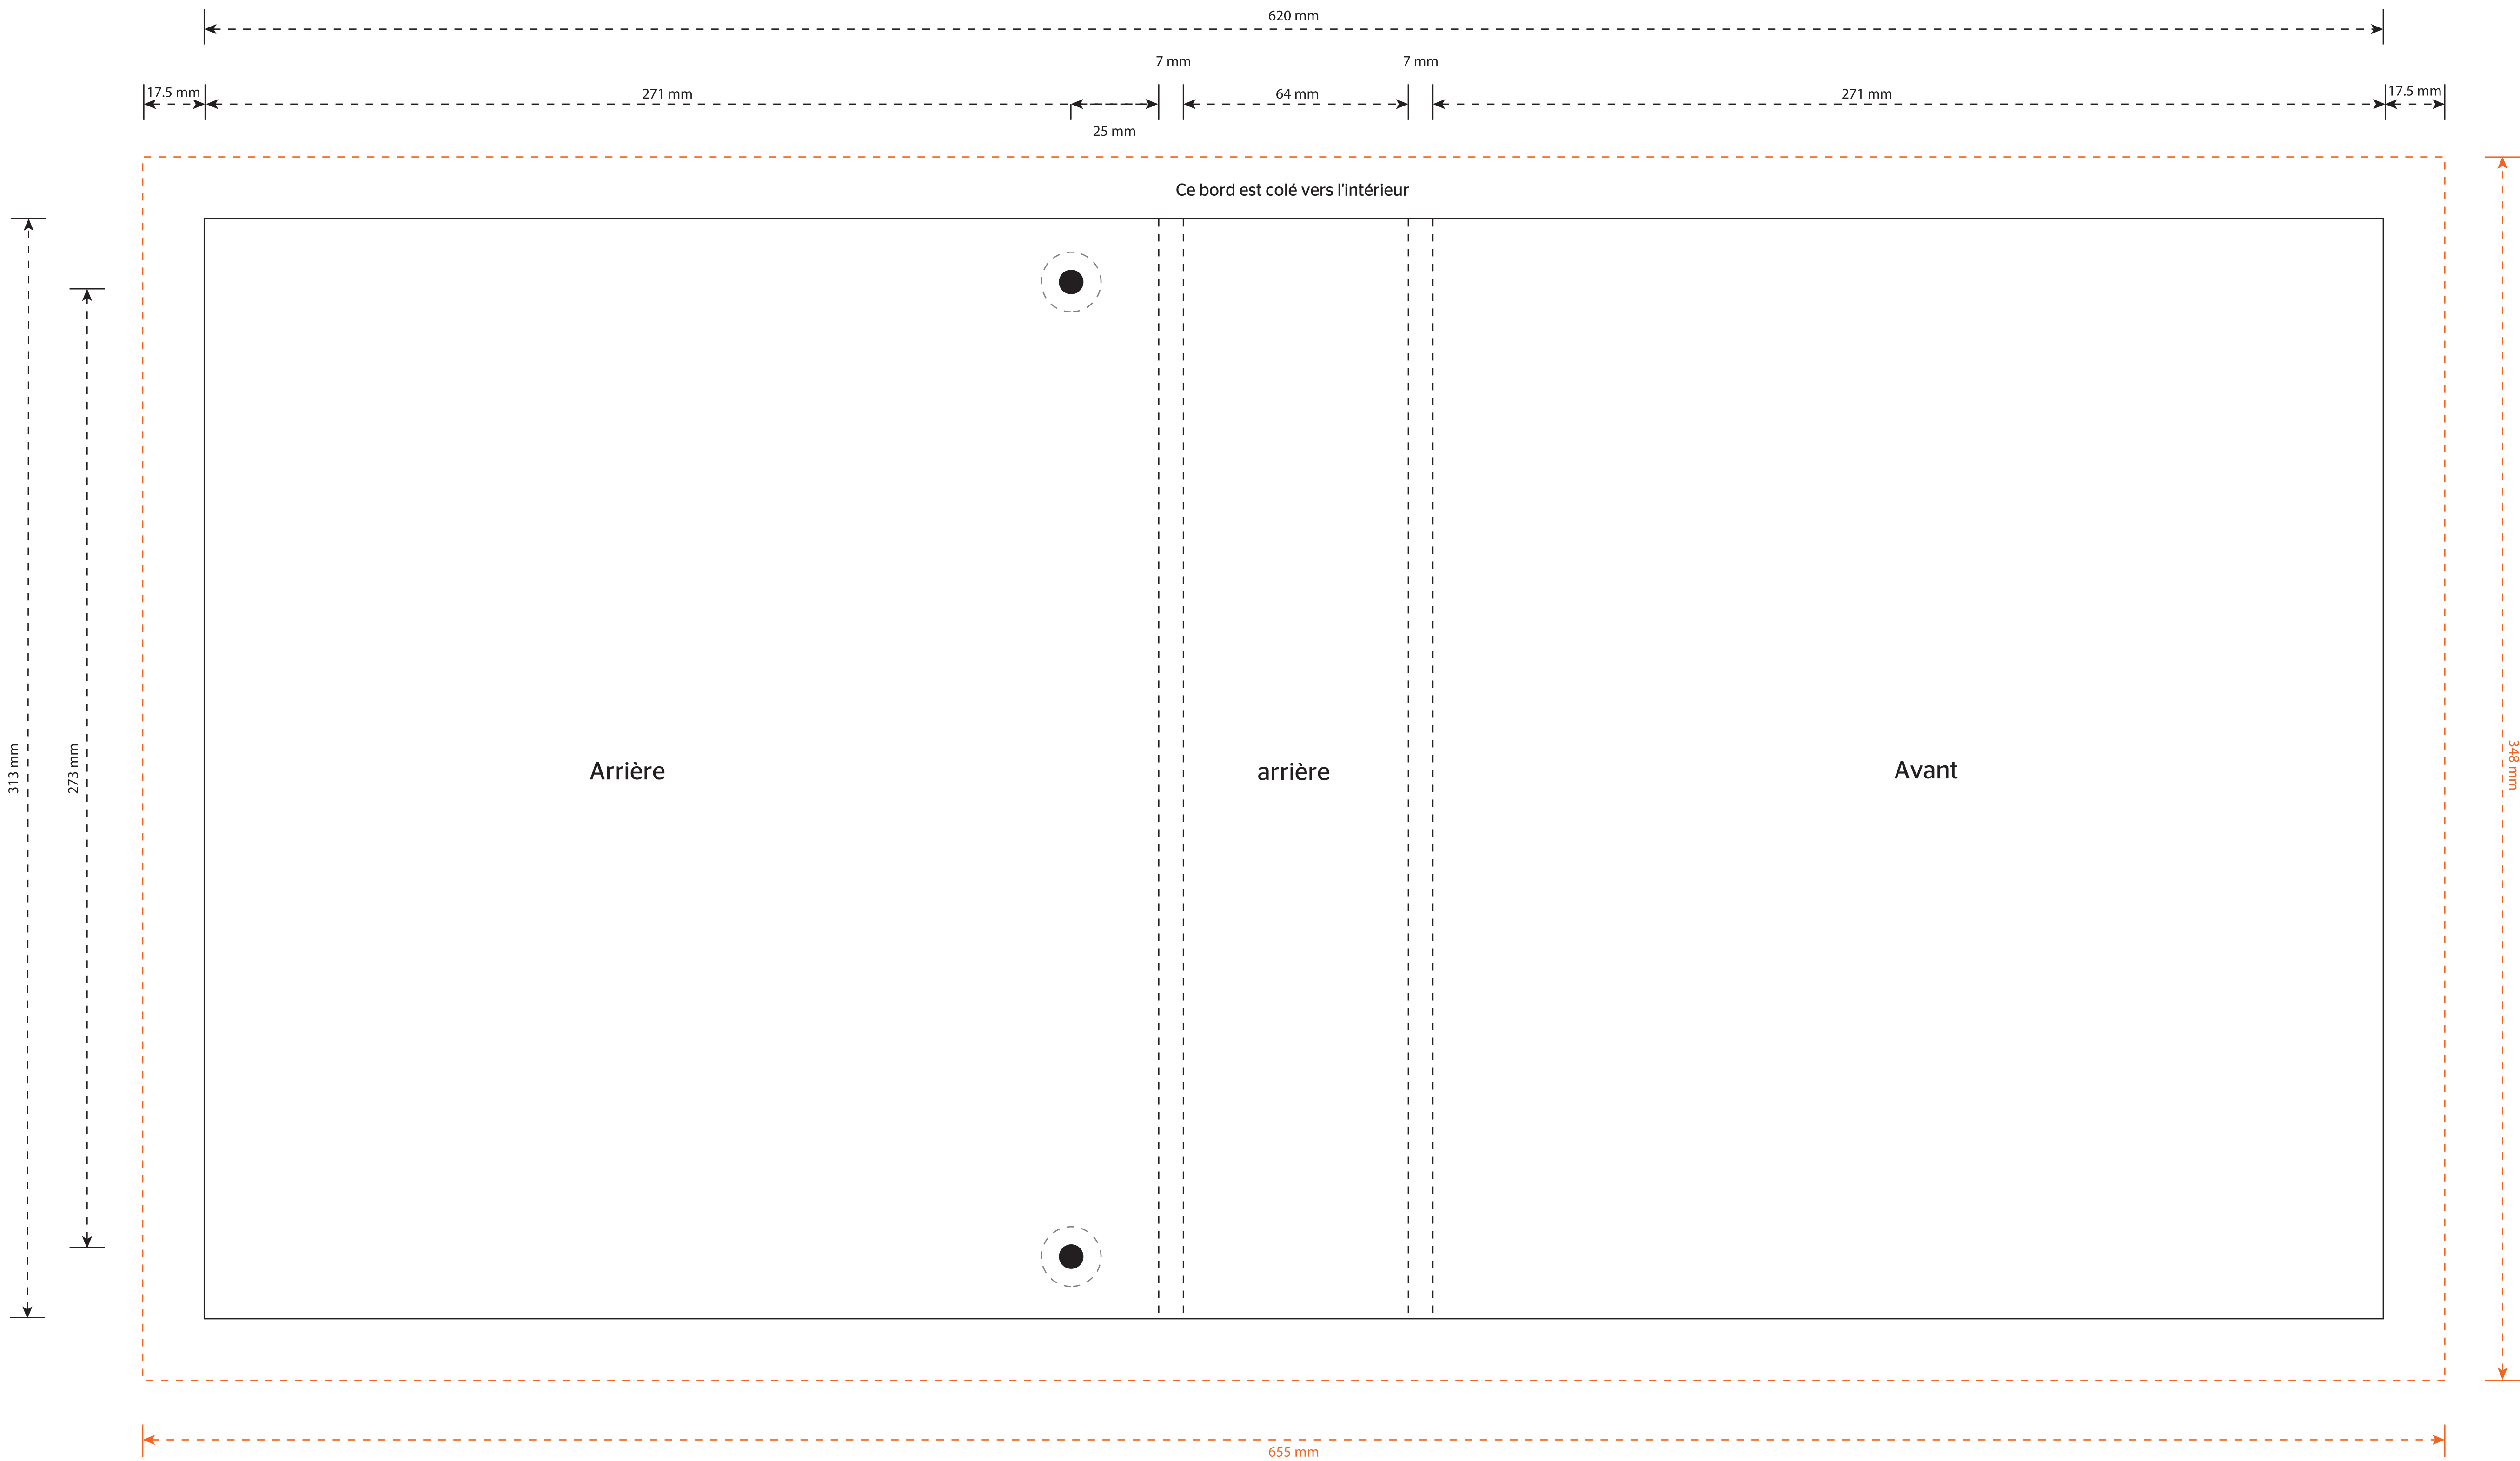 620 mm
7 mm
7 mm
17.5 mm
271 mm
64 mm
271 mm
17.5 mm
25 mm
Ce bord est colé vers l'intérieur
313 mm
273 mm
Arrière
arrière
Avant
348 mm
655 mm